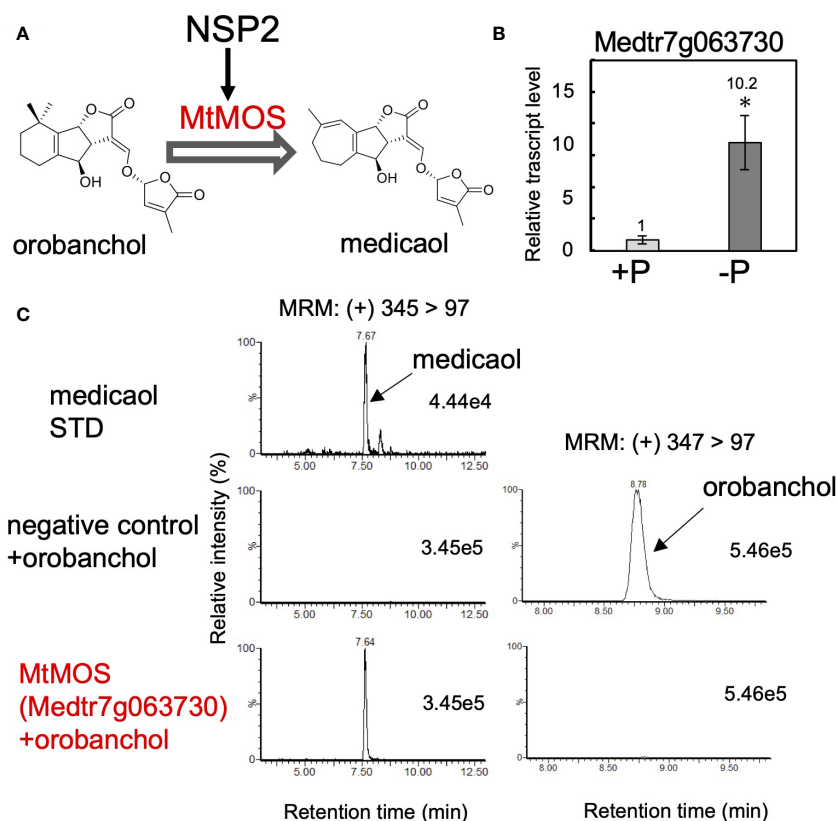 A
NSP2
MtMOS
O
O
OH
O
O
O
orobanchol
O
O
OH
O
O
O
medicaol
B
Medtr7g063730
Relative trascript level
15
10
5
0
10.2
*
1
+P
-P
C
MRM: (+) 345 > 97
medicaol
STD
100
%
0
7.67
medicaol
4.44e4
5.00 7.50 10.00 12.50
MRM: (+) 347 > 97
negative control
+orobanchol
Relative intensity (%)
100
%
0
3.45e5
5.00 7.50 10.00 12.50
100
%
0
8.78
orobanchol
5.46e5
8.00 8.50 9.00 9.50
MtMOS
(Medtr7g063730)
+orobanchol
100
%
0
7.64
3.45e5
5.00 7.50 10.00 12.50
100
%
0
5.46e5
8.00 8.50 9.00 9.50
Retention time (min)
Retention time (min)